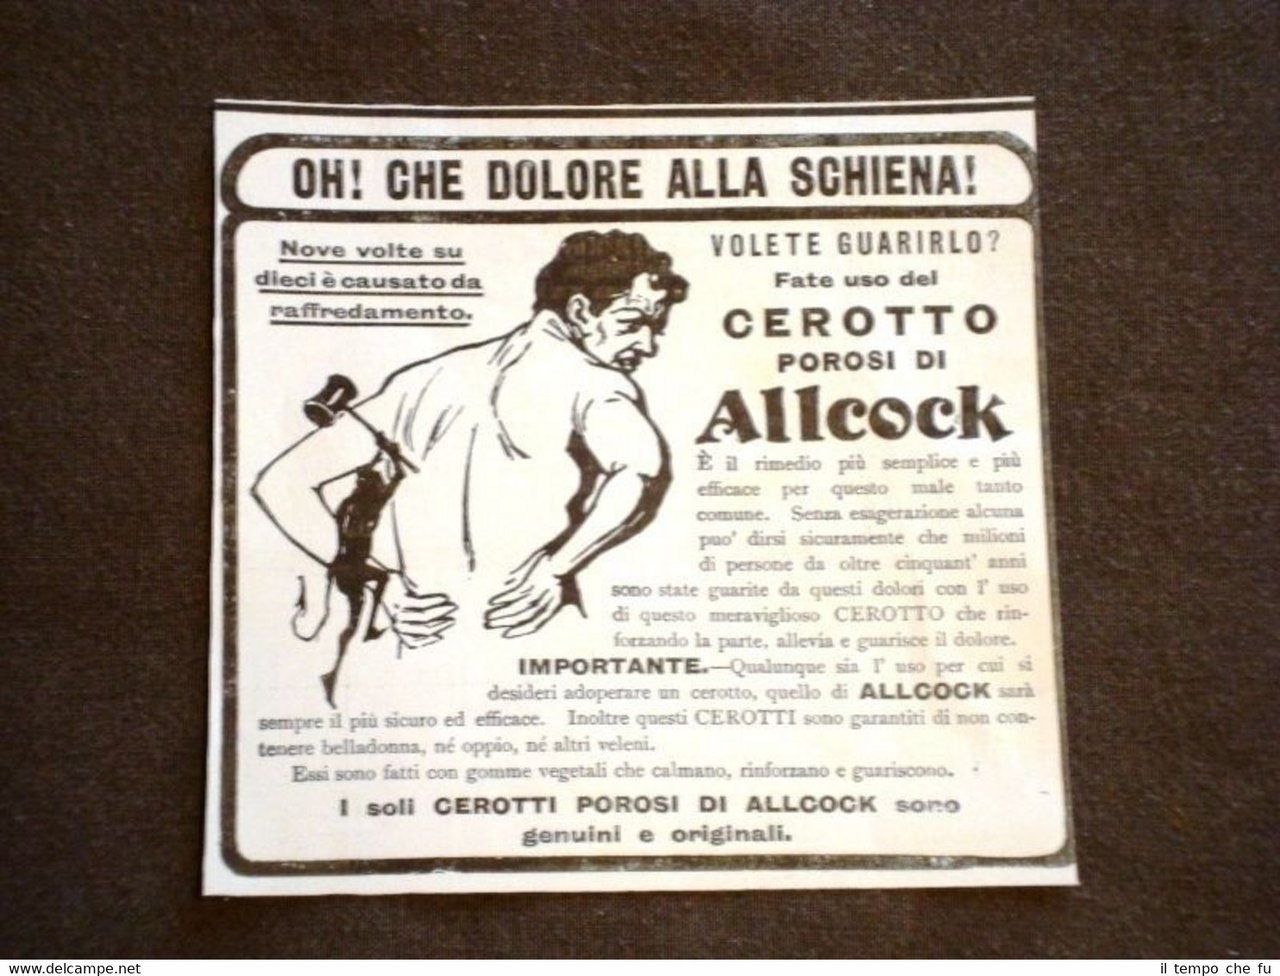 OH! CHE DOLORE ALLA SCHIENA!
Nove volte su
dieci è causato da
raffredamento.
VOLETE GUARIRLO?
Fate uso del
CEROTTO
POROSI DI
Allcock
È il rimedio più semplice e più
efficace per questo male tanto
comune. Senza esagerazione alcuna
puo' dirsi sicuramente che milioni
di persone da oltre cinquant' anni
sono state guarite da questi dolori con l' uso
di questo meraviglioso CEROTTO che rin-
forzando la parte, allevia e guarisce il dolore.
IMPORTANTE.—Qualunque sia l' uso per cui si
desideri adoperare un cerotto, quello di ALLCOCK sarà
sempre il più sicuro ed efficace. Inoltre questi CEROTTI sono garantiti di non con-
tenere belladonna, né oppio, né altri veleni.
Essi sono fatti con gomme vegetali che calmano, rinforzano e guariscono.
I soli CEROTTI POROSI DI ALLCOCK sono
genuini e originali.
delcampe.net
il tempo che fu